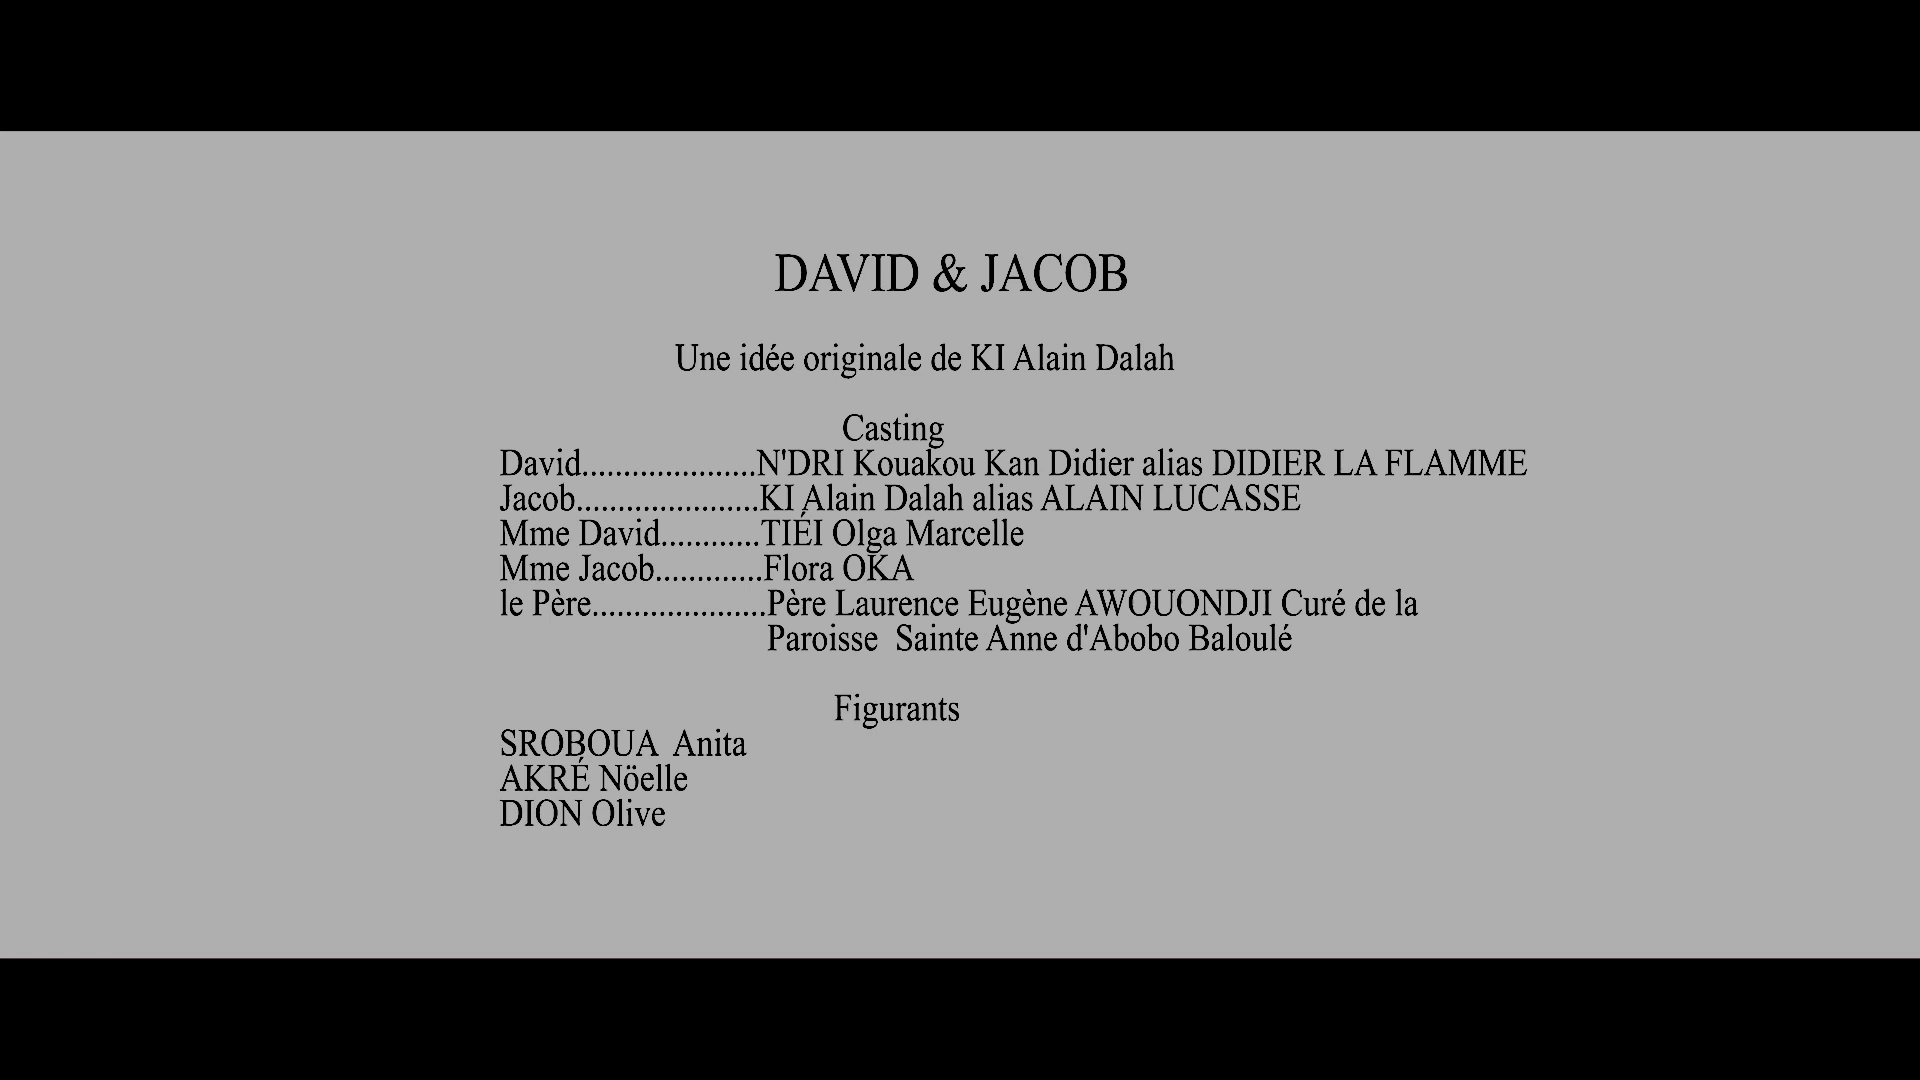 DAVID & JACOB
Une idée originale de KI Alain Dalah
Casting
David.....................N'DRI Kouakou Kan Didier alias DIDIER LA FLAMME
Jacob......................KI Alain Dalah alias ALAIN LUCASSE
Mme David............TIÉI Olga Marcelle
Mme Jacob.............Flora OKA
le Père.....................Père Laurence Eugène AWOUONDJI Curé de la
Paroisse  Sainte Anne d'Abobo Baloulé
Figurants
SROBOUA  Anita
AKRÉ Nöelle
DION Olive